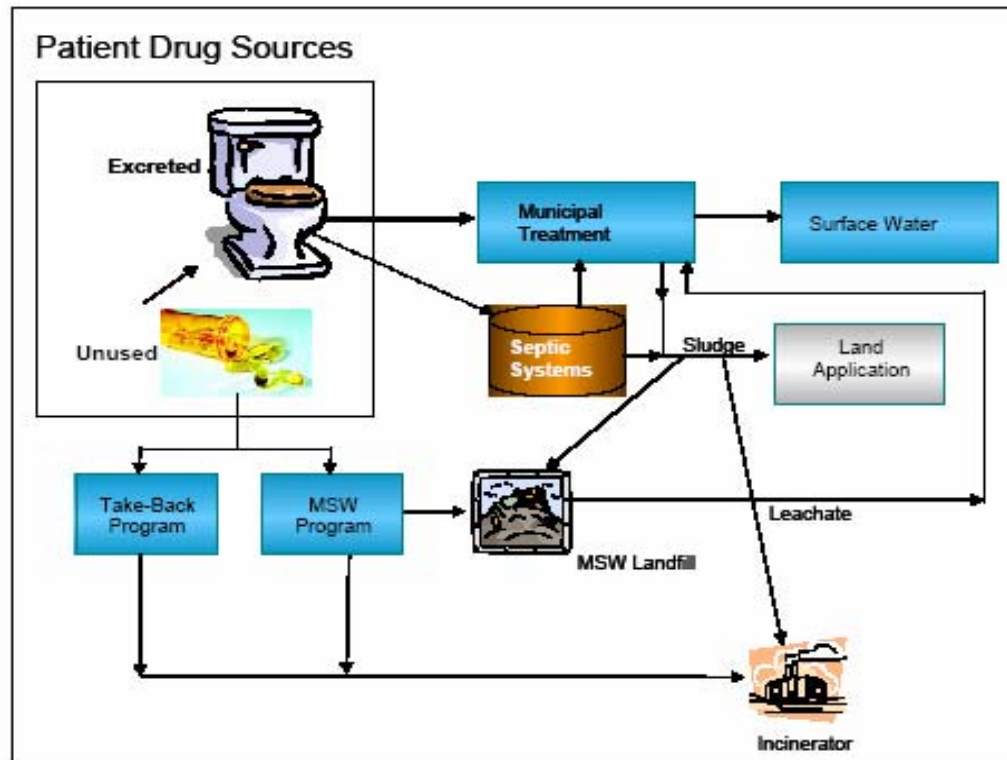 Patient Drug Sources
Excreted
Unused
Municipal
Treatment
Surface Water
Septic
Systems
Sludge
Land
Application
Take-Back
Program
MSW
Program
Leachate
MSW Landfill
Incinerator